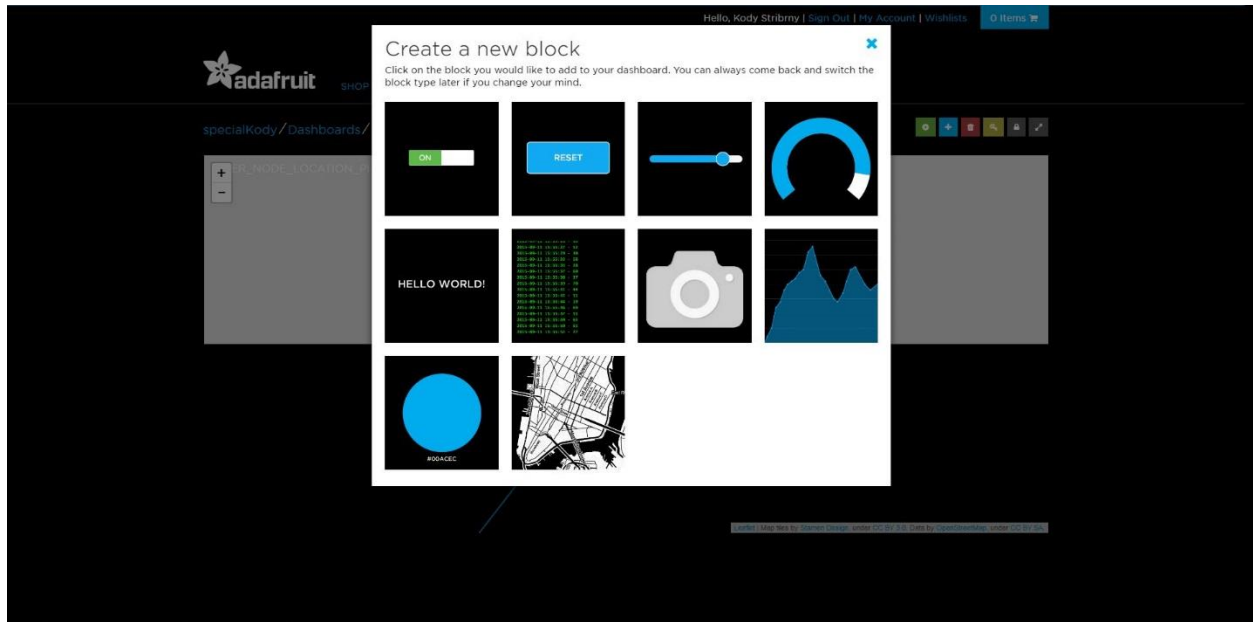 Hello, Kody Stribrny | Sign Out | My Account | Wishlists
0 Items
Create a new block
Click on the block you would like to add to your dashboard. You can always come back and switch the
block type later if you change your mind.
adafruit
SHOP
specialKody/Dashboards/
ON
RESET
+
ER_NODE_LOCATION_F
−
HELLO WORLD!
#00ACEC
Leaflet | Map tiles by Stamen Design, under CC BY 3.0. Data by OpenStreetMap, under CC BY SA.